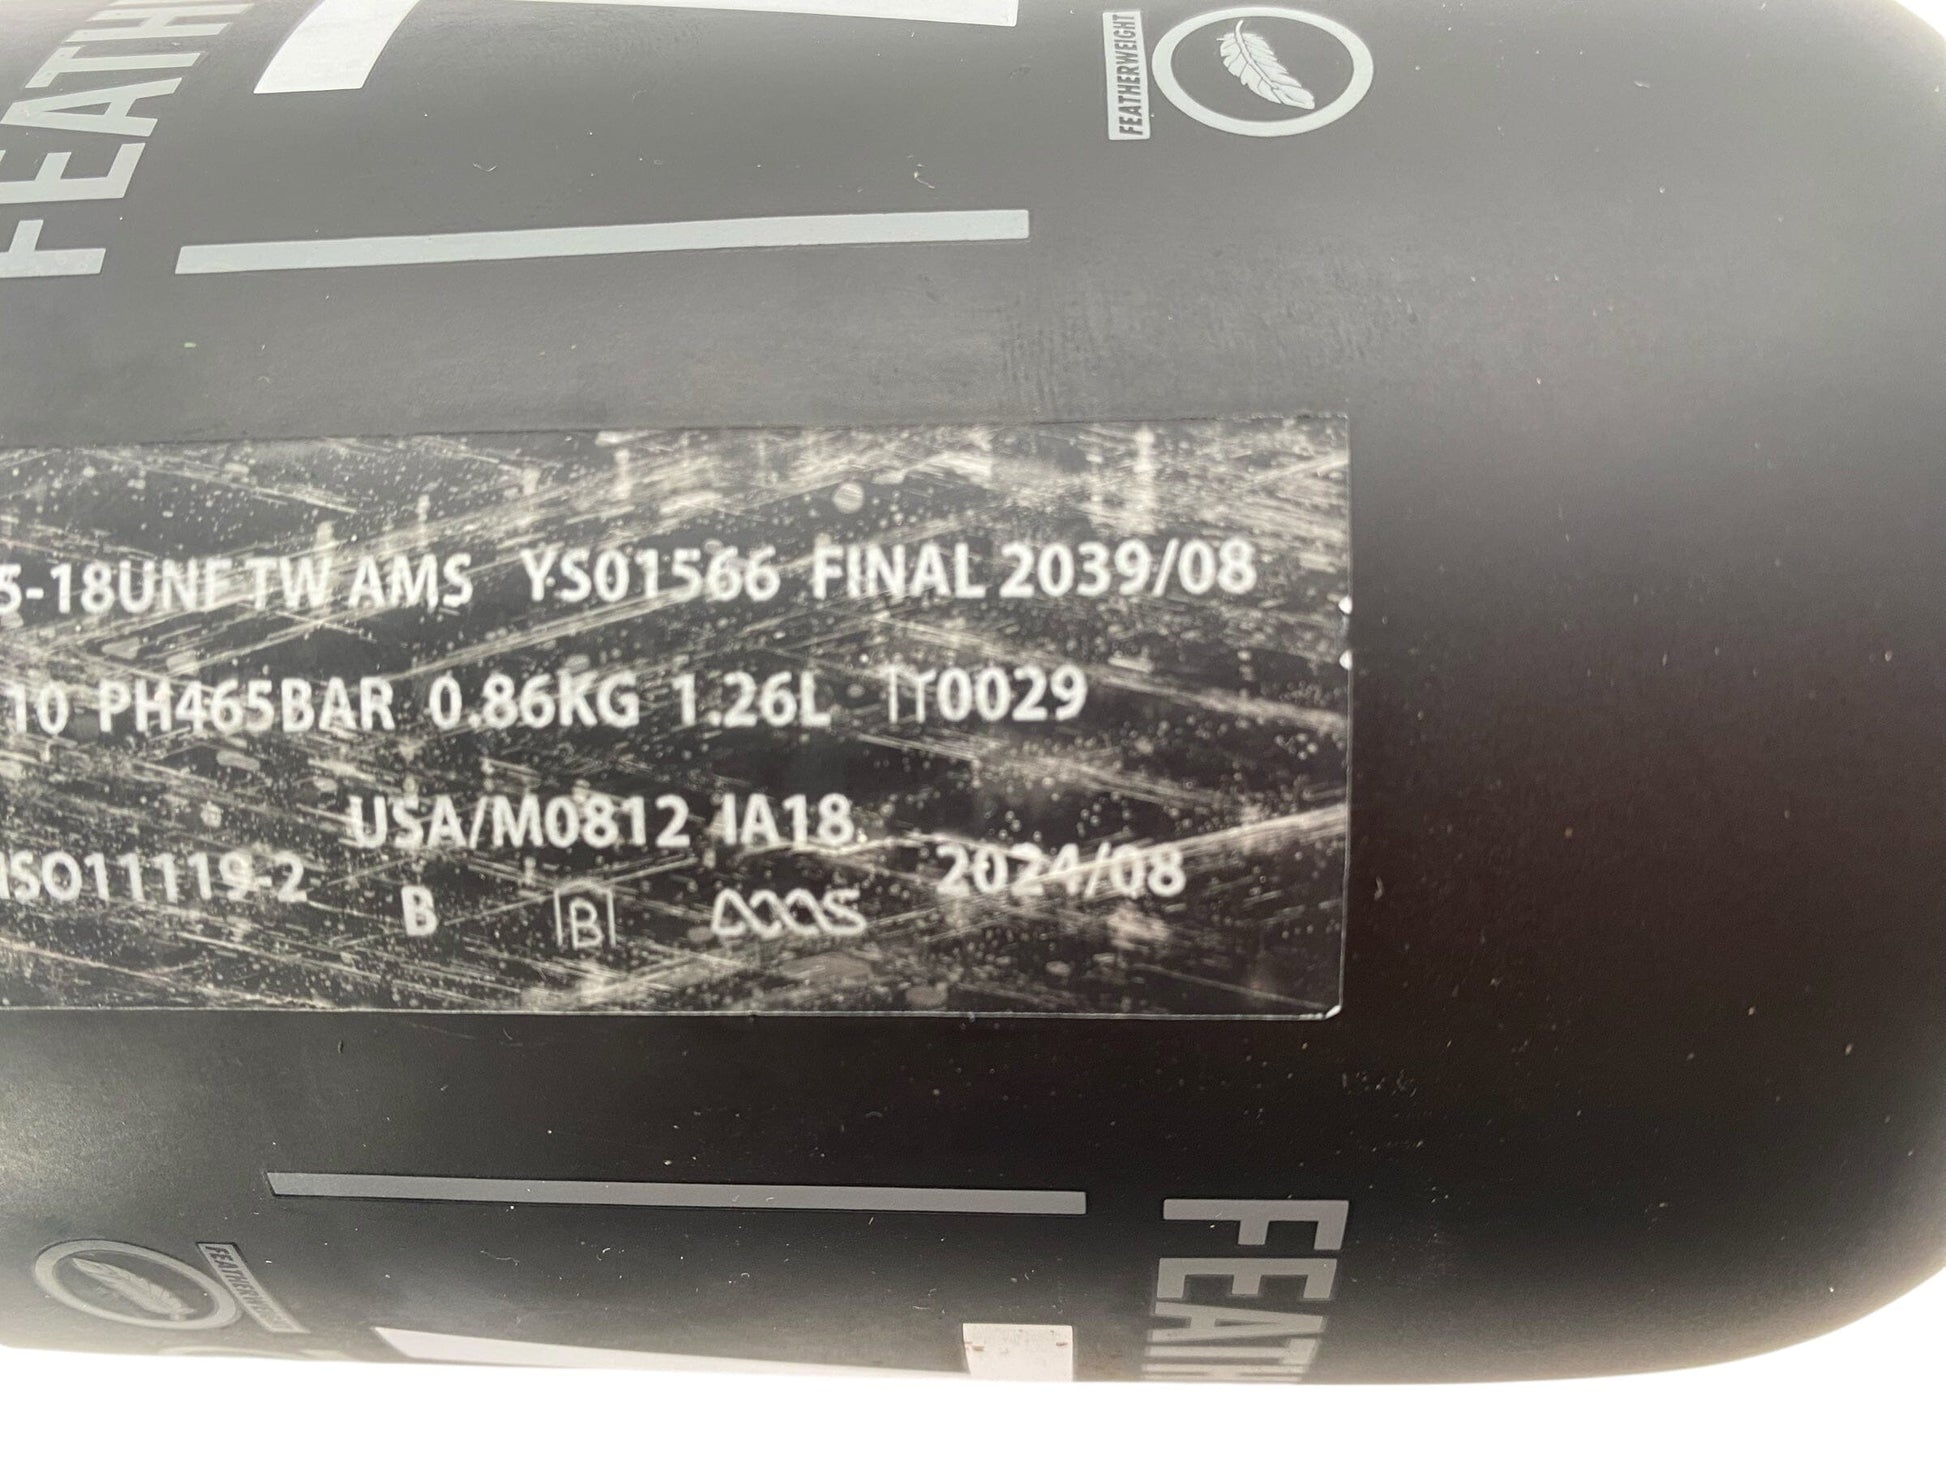 FEATH
FEATHERWEIGHT
5-18UNF TW AMS YS01566 FINAL 2039/08
10 PH465BAR 0.86KG 1.26L IT0029
USA/M0812 IA18
ISO11119-2
B B 2024/08
FEATHERWEIGHT
FEATH